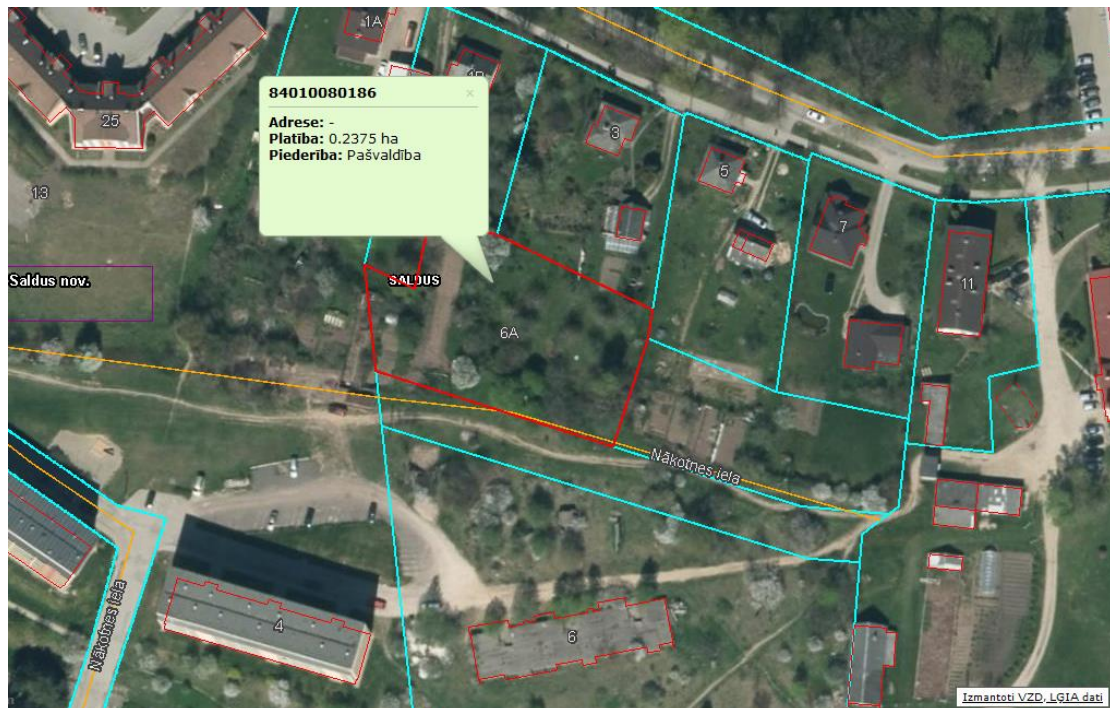 1A
84010080186
×
Adrese: -
Platība: 0.2375 ha
Piederība: Pašvaldība
25
3
5
13
7
Saldus nov.
SALDUS
11
6A
Nākotnes iela
Nākotnes iela
4
6
Izmantoti VZD, LĢIA dati